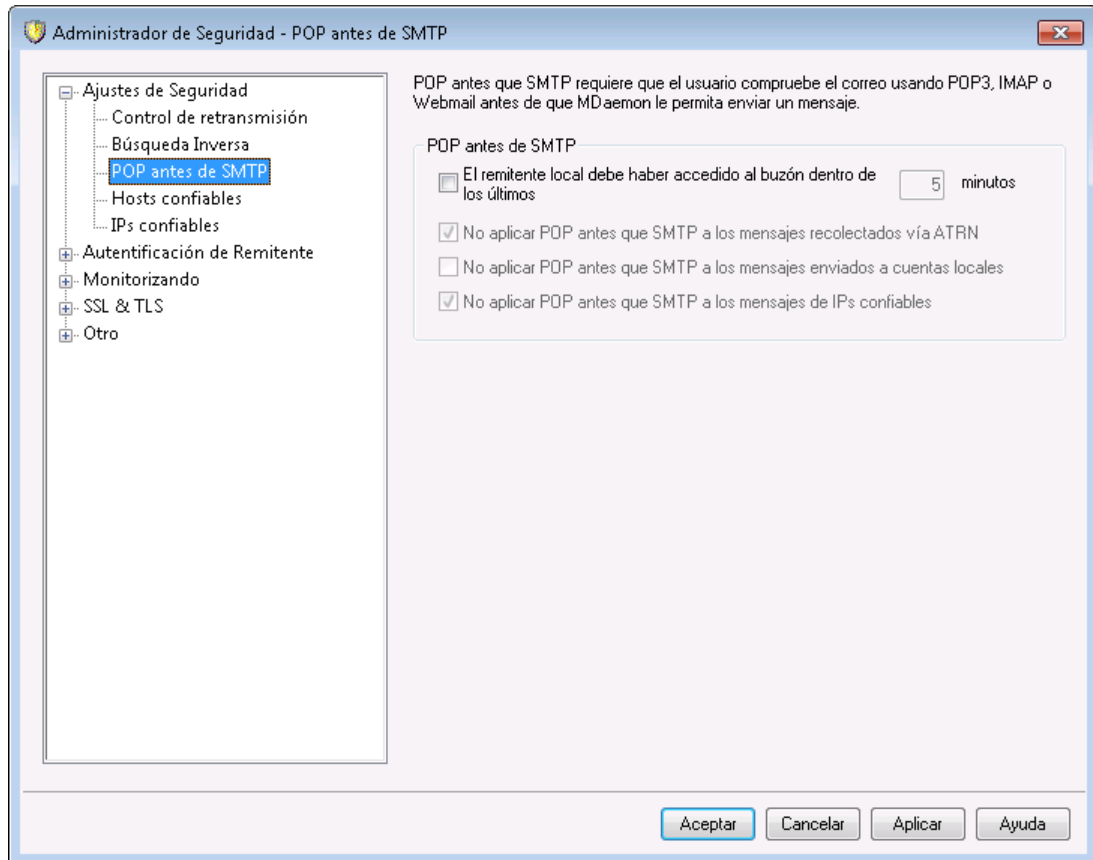 Administrador de Seguridad - POP antes de SMTP
Ajustes de Seguridad
Control de retransmisión
Búsqueda Inversa
POP antes de SMTP
Hosts confiables
IPs confiables
Autentificación de Remitente
Monitorizando
SSL & TLS
Otro
POP antes que SMTP requiere que el usuario compruebe el correo usando POP3, IMAP o
Webmail antes de que MDaemon le permita enviar un mensaje.
POP antes de SMTP
El remitente local debe haber accedido al buzón dentro de
los últimos
5 minutos
No aplicar POP antes que SMTP a los mensajes recolectados vía ATRN
No aplicar POP antes que SMTP a los mensajes enviados a cuentas locales
No aplicar POP antes que SMTP a los mensajes de IPs confiables
Aceptar Cancelar Aplicar Ayuda